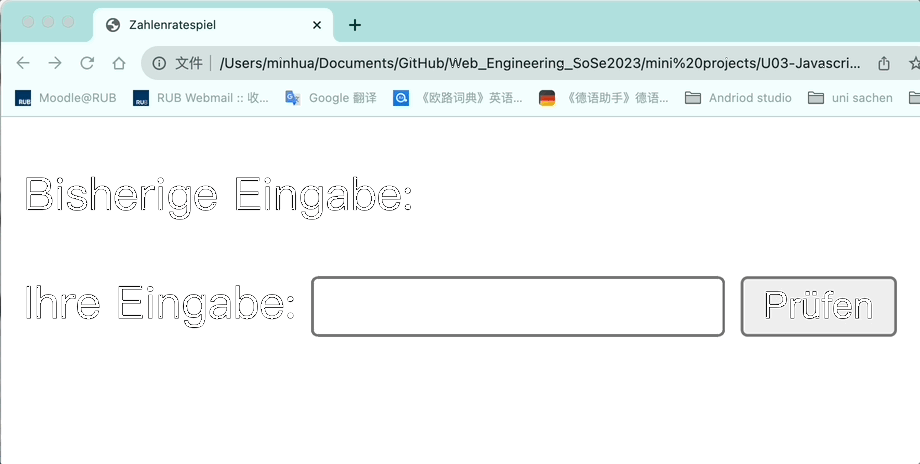 Zahlenratespiel
文件 | /Users/minhua/Documents/GitHub/Web_Engineering_SoSe2023/mini%20projects/U03-Javascri...
RUB Moodle@RUB RUB RUB Webmail :: 收... Google 翻译 《欧路词典》英语... 《德语助手》德语... Andriod studio uni sachen
Bisherige Eingabe:
Ihre Eingabe: Prüfen